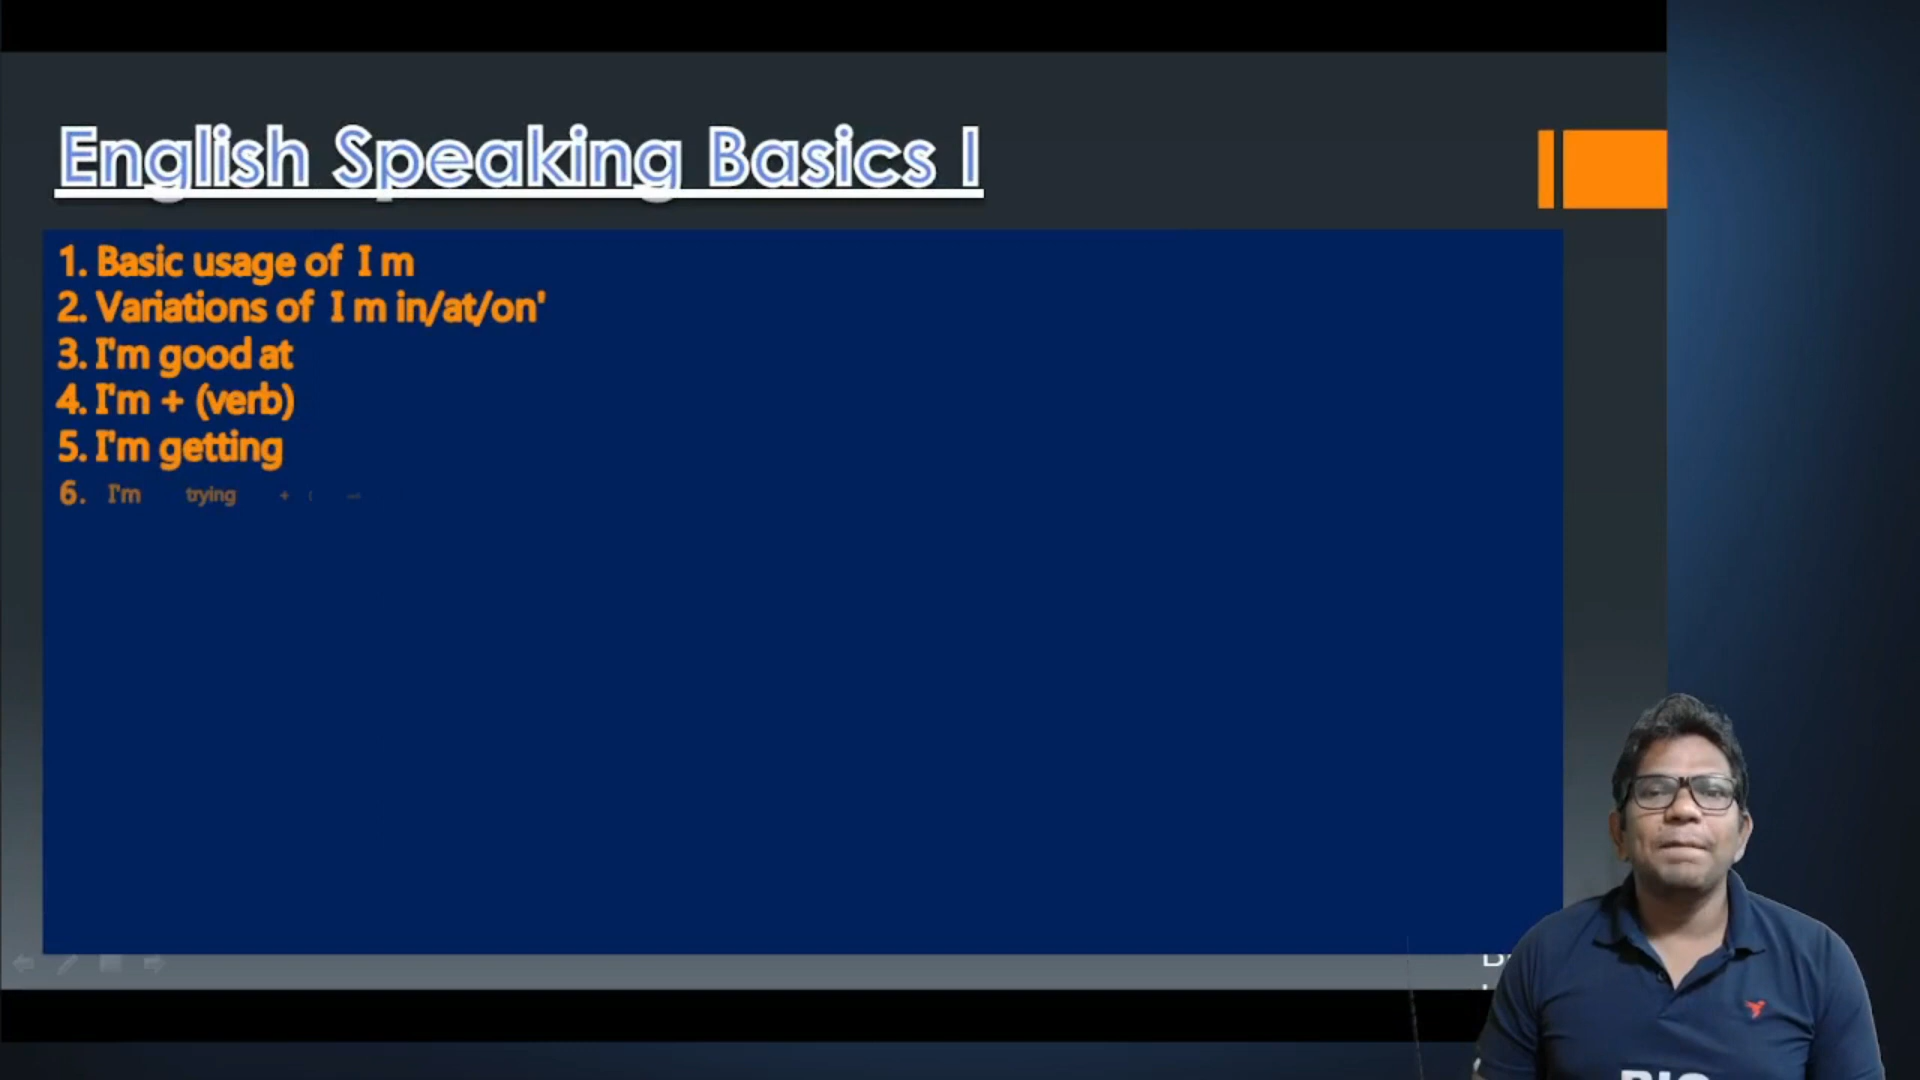 English Speaking Basics I
1. Basic usage of I m
2. Variations of I m in/at/on'
3. I'm good at
4. I'm + (verb)
5. I'm getting
6. I'm trying + (